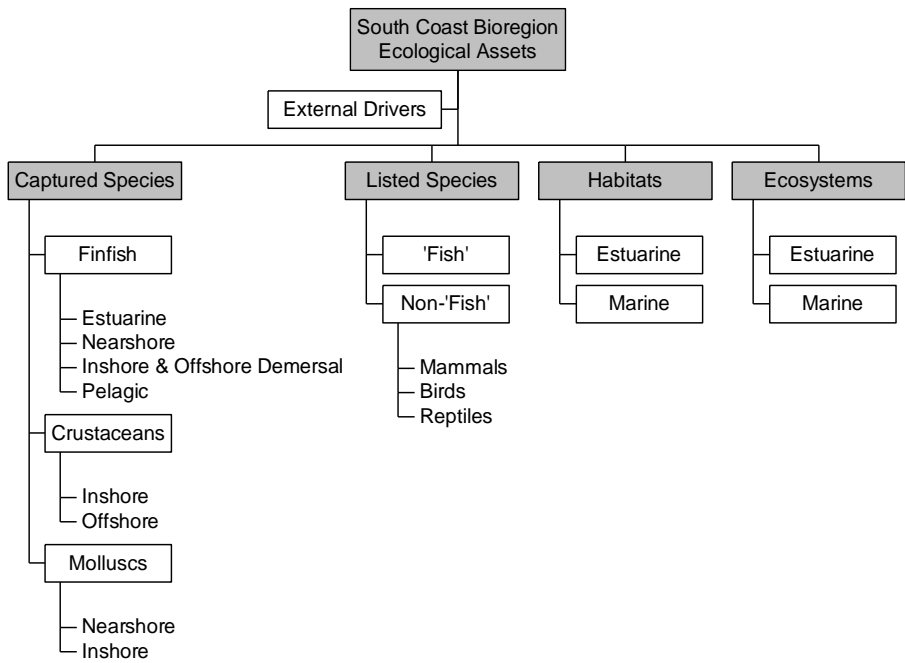 South Coast Bioregion
Ecological Assets
External Drivers
Captured Species
Finfish
Estuarine
Nearshore
Inshore & Offshore Demersal
Pelagic
Crustaceans
Inshore
Offshore
Molluscs
Nearshore
Inshore
Listed Species
'Fish'
Non-'Fish'
Mammals
Birds
Reptiles
Habitats
Estuarine
Marine
Ecosystems
Estuarine
Marine